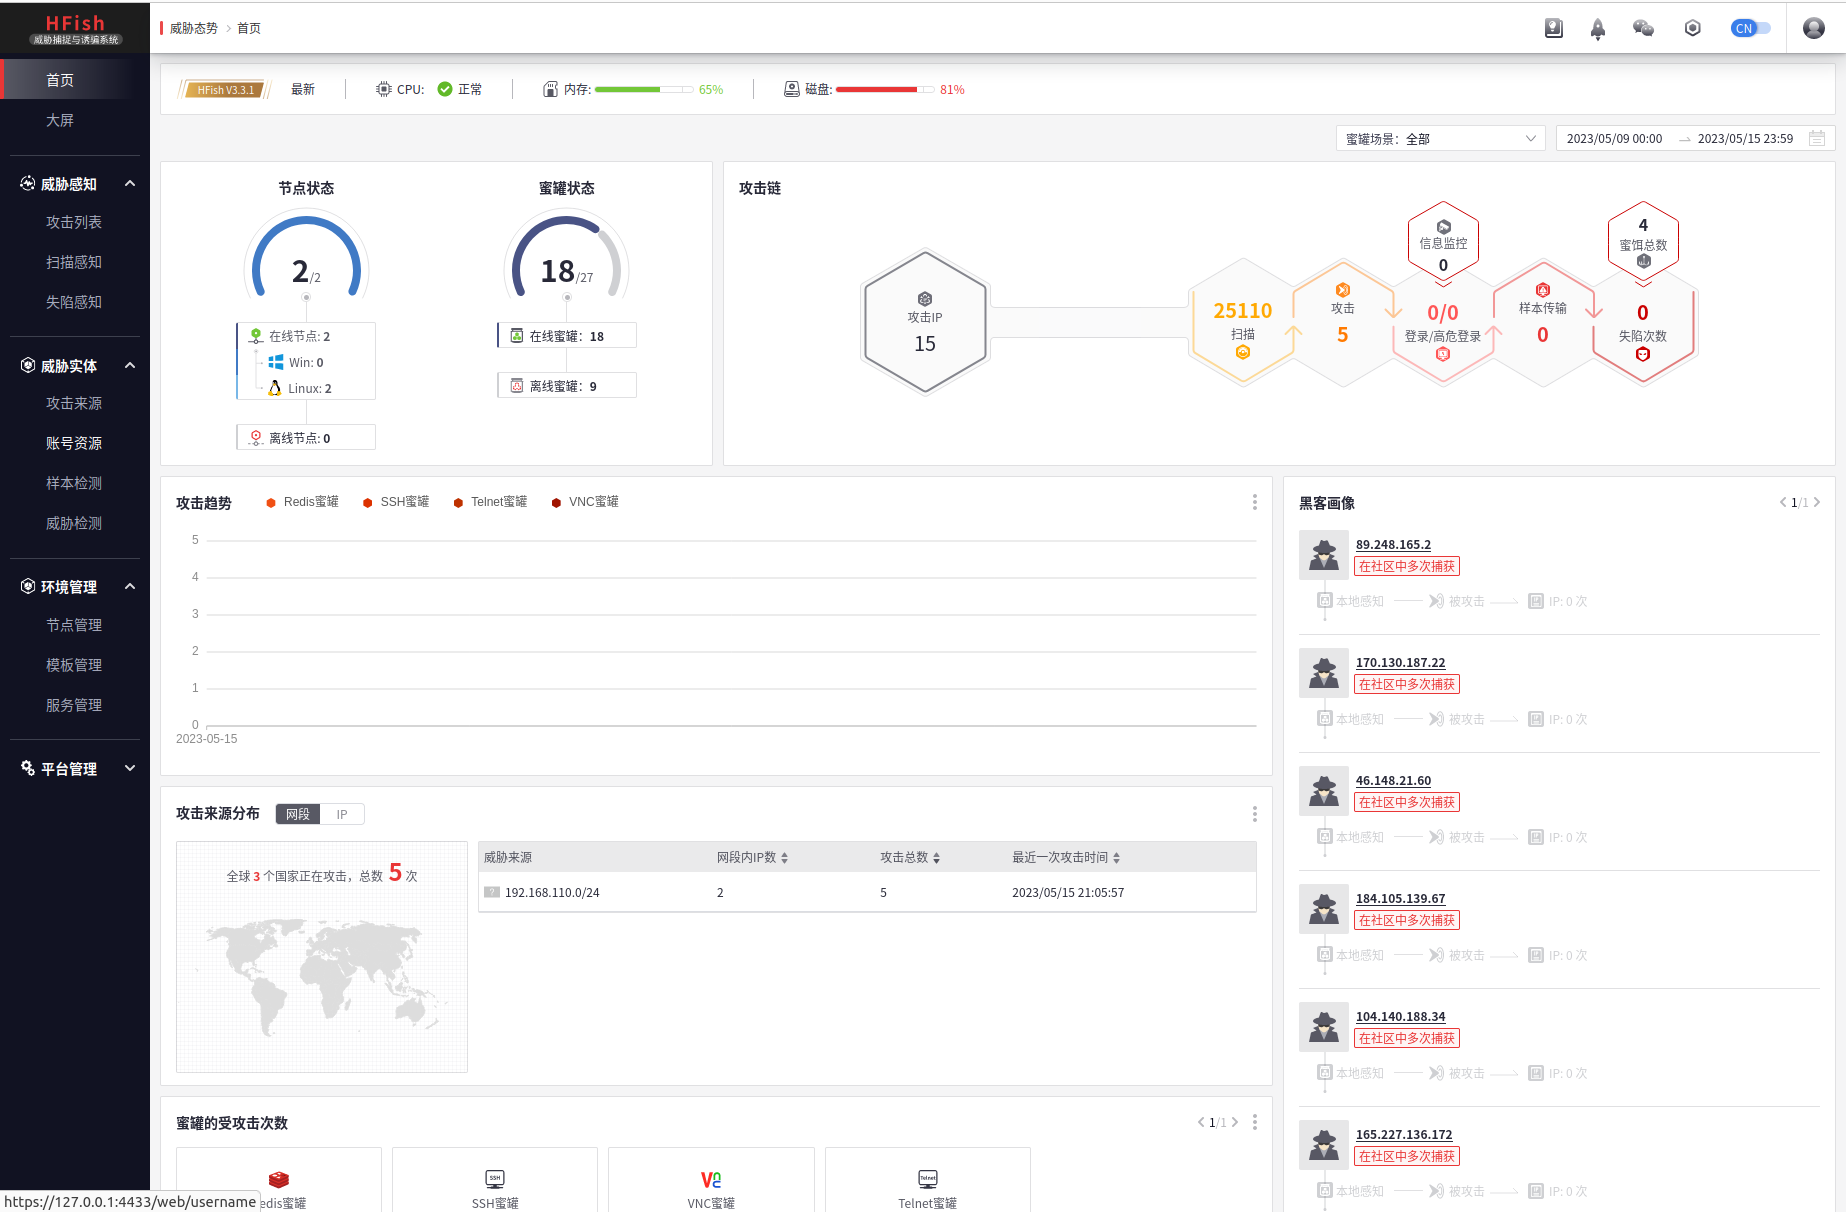 HFish
威胁捕捉与诱骗系统
威胁态势 > 首页
CN
首页
大屏
威胁感知
攻击列表
扫描感知
失陷感知
威胁实体
攻击来源
账号资源
样本检测
威胁检测
环境管理
节点管理
模板管理
服务管理
平台管理
HFish V3.3.1 最新 CPU: 正常 内存: 65% 磁盘: 81%
蜜罐场景: 全部 2023/05/09 00:00 → 2023/05/15 23:59
节点状态
2/2
在线节点: 2
Win: 0
Linux: 2
离线节点: 0
蜜罐状态
18/27
在线蜜罐: 18
离线蜜罐: 9
攻击链
攻击IP
15
25110
扫描
攻击
5
信息监控
0
0/0
登录/高危登录
样本传输
0
4
蜜饵总数
0
失陷次数
攻击趋势 Redis蜜罐 SSH蜜罐 Telnet蜜罐 VNC蜜罐
5
4
3
2
1
0
2023-05-15
攻击来源分布 网段 IP
全球 3 个国家正在攻击，总数 5 次
威胁来源 网段内IP数 攻击总数 最近一次攻击时间
192.168.110.0/24 2 5 2023/05/15 21:05:57
蜜罐的受攻击次数 < 1/1 >
edis蜜罐
SSH
SSH蜜罐
VNC蜜罐
Telnet
Telnet蜜罐
黑客画像 < 1/1 >
89.248.165.2
在社区中多次捕获
本地感知 被攻击 IP: 0 次
170.130.187.22
在社区中多次捕获
本地感知 被攻击 IP: 0 次
46.148.21.60
在社区中多次捕获
本地感知 被攻击 IP: 0 次
184.105.139.67
在社区中多次捕获
本地感知 被攻击 IP: 0 次
104.140.188.34
在社区中多次捕获
本地感知 被攻击 IP: 0 次
165.227.136.172
在社区中多次捕获
本地感知 被攻击 IP: 0 次
https://127.0.0.1:4433/web/username